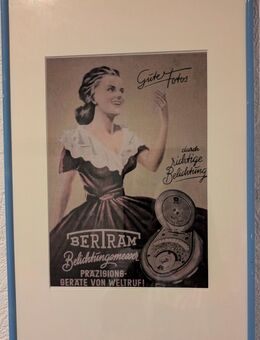 Gute
Fotos
durch
richtige
Belichtung
BERTRAM
Belichtungsmesser
PRÄZISIONS-
GERÄTE VON WELTRUF!